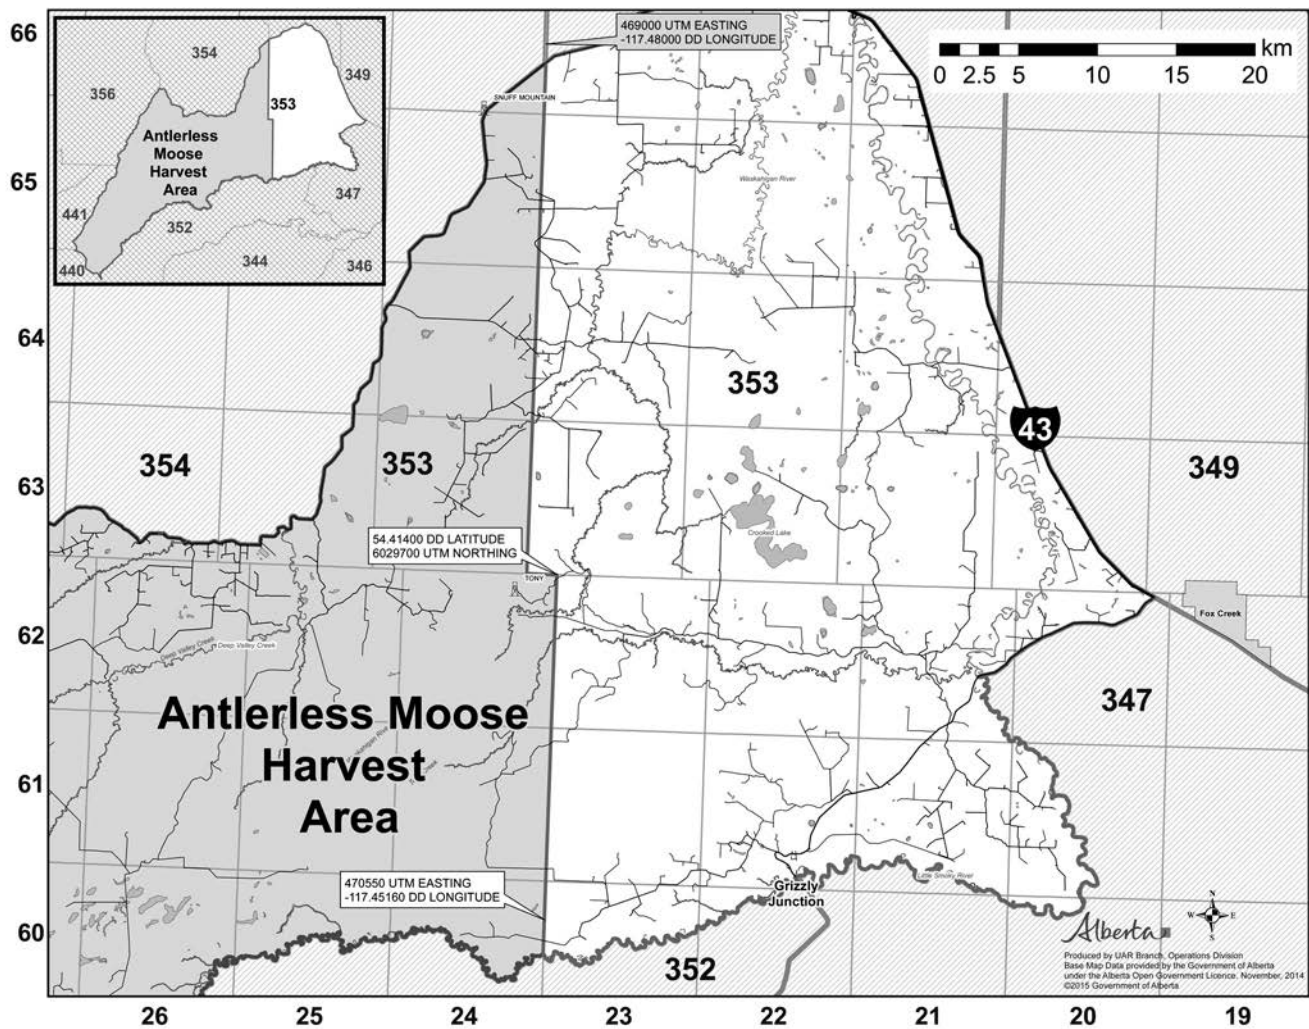 66
65
64
63
62
61
60
354
356
349
353
Antlerless
Moose
Harvest
Area
441
352
347
440
344
346
469000 UTM EASTING
-117.48000 DD LONGITUDE
0 2.5 5 10 15 20 km
SNUFF MOUNTAIN
Waskahigan River
353
43
354
353
349
54.41400 DD LATITUDE
6029700 UTM NORTHING
Crooked Lake
TONY
Fox Creek
Deep Valley Creek
Deep Valley Creek
347
Antlerless Moose
Harvest
Area
470550 UTM EASTING
-117.45160 DD LONGITUDE
Grizzly
Junction
Little Smoky River
352
N
W E
S
Alberta
Produced by UAR Branch, Operations Division
Base Map Data provided by the Government of Alberta
under the Alberta Open Government Licence. November, 2014
©2015 Government of Alberta
26 25 24 23 22 21 20 19